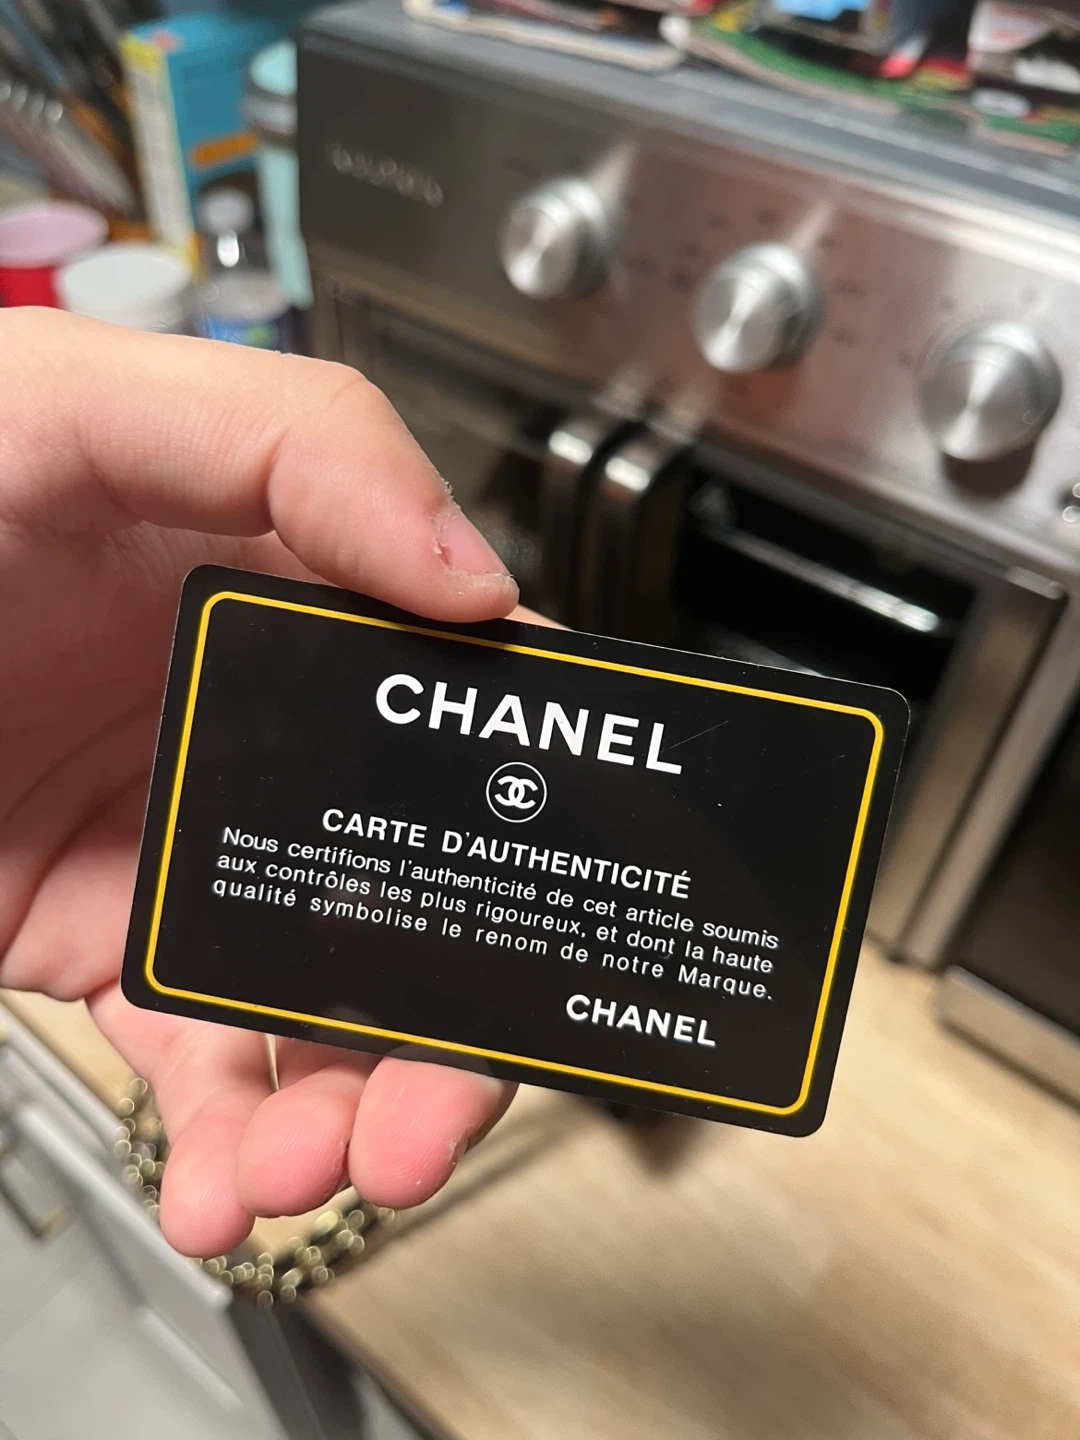 CHANEL
CARTE D'AUTHENTICITÉ
Nous certifions l'authenticité de cet article soumis
aux contrôles les plus rigoureux, et dont la haute
qualité symbolise le renom de notre Marque.
CHANEL